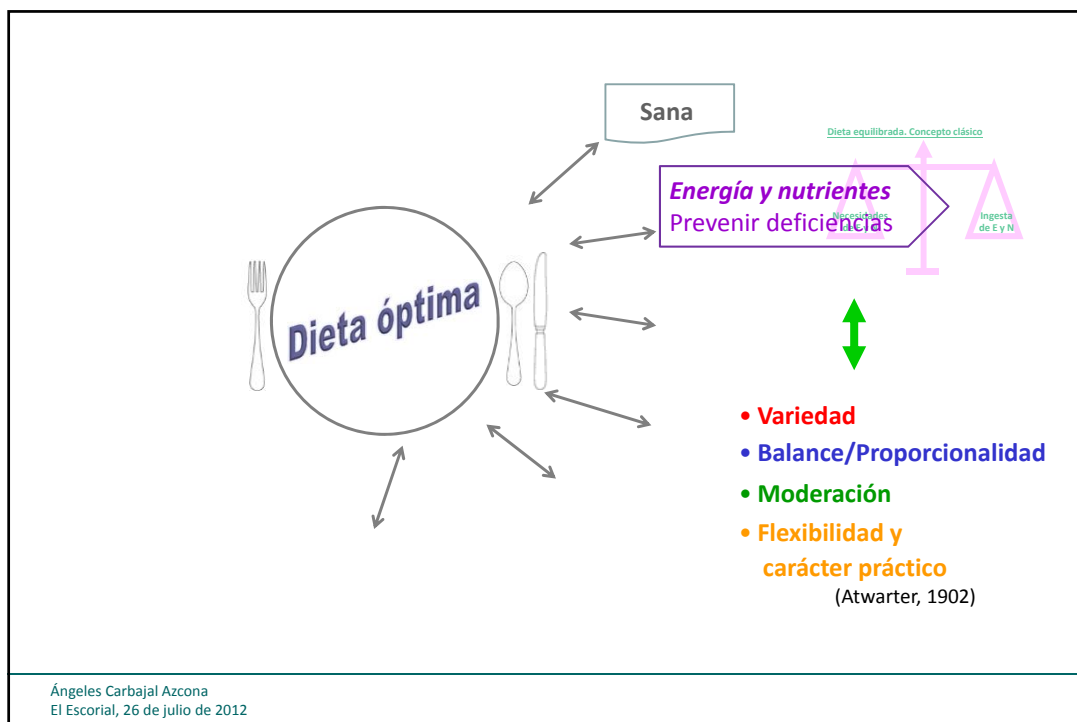 Sana
Dieta equilibrada. Concepto clásico
Energía y nutrientes
Prevenir deficiencias
Necesidades
Ingesta
de E y N
Dieta óptima
• Variedad
• Balance/Proporcionalidad
• Moderación
• Flexibilidad y
carácter práctico
(Atwarter, 1902)
Ángeles Carbajal Azcona
El Escorial, 26 de julio de 2012